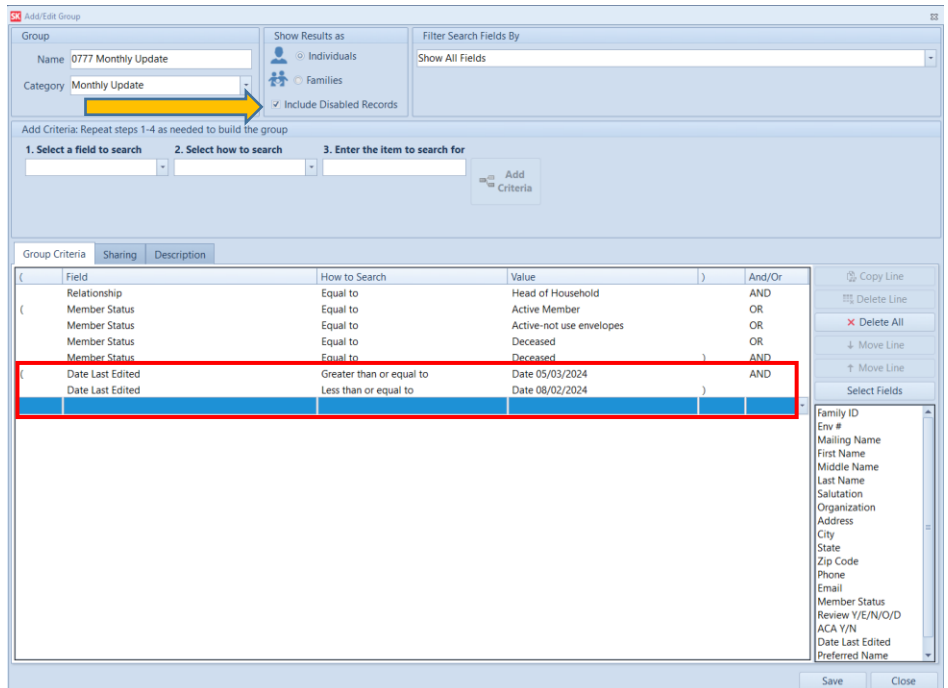 SK Add/Edit Group
Group
Name 0777 Monthly Update
Category Monthly Update
Show Results as
Individuals
Families
Include Disabled Records
Filter Search Fields By
Show All Fields
Add Criteria: Repeat steps 1-4 as needed to build the group
1. Select a field to search 2. Select how to search 3. Enter the item to search for
Add
Criteria
Group Criteria Sharing Description
( Field How to Search Value ) And/Or
Relationship Equal to Head of Household AND
( Member Status Equal to Active Member OR
Member Status Equal to Active-not use envelopes OR
Member Status Equal to Deceased OR
Member Status Equal to Deceased ) AND
( Date Last Edited Greater than or equal to Date 05/03/2024 AND
Date Last Edited Less than or equal to Date 08/02/2024 )
Copy Line
Delete Line
Delete All
Move Line
Move Line
Select Fields
Family ID
Env #
Mailing Name
First Name
Middle Name
Last Name
Salutation
Organization
Address
City
State
Zip Code
Phone
Email
Member Status
Review Y/E/N/O/D
ACA Y/N
Date Last Edited
Preferred Name
Save Close